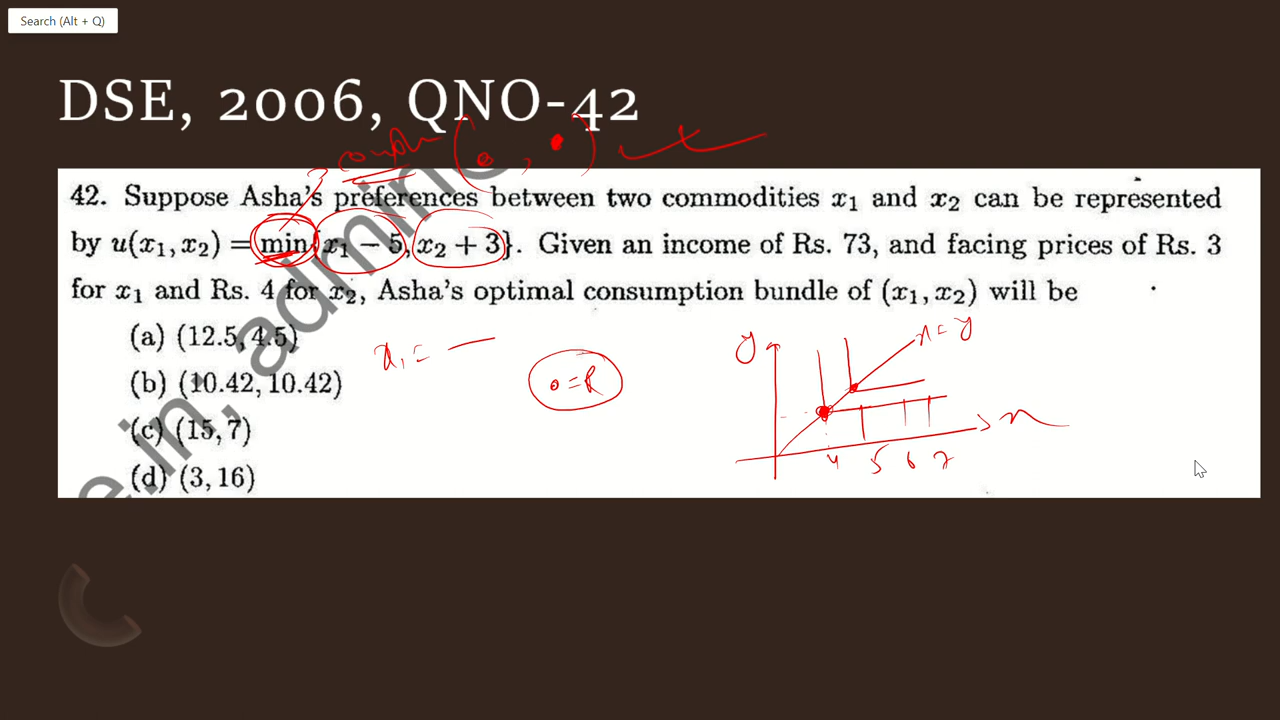 Search (Alt + Q)
DSE, 2006, QNO-42
42. Suppose Asha's preferences between two commodities x₁ and x₂ can be represented
by u(x₁, x₂) = min{x₁ − 5, x₂ + 3}. Given an income of Rs. 73, and facing prices of Rs. 3
for x₁ and Rs. 4 for x₂, Asha's optimal consumption bundle of (x₁, x₂) will be
(a) (12.5, 4.5)
(b) (10.42, 10.42)
(c) (15, 7)
(d) (3, 16)
x₁ =
= R
y
x = y
x
4 5 6 7
e.in, admin